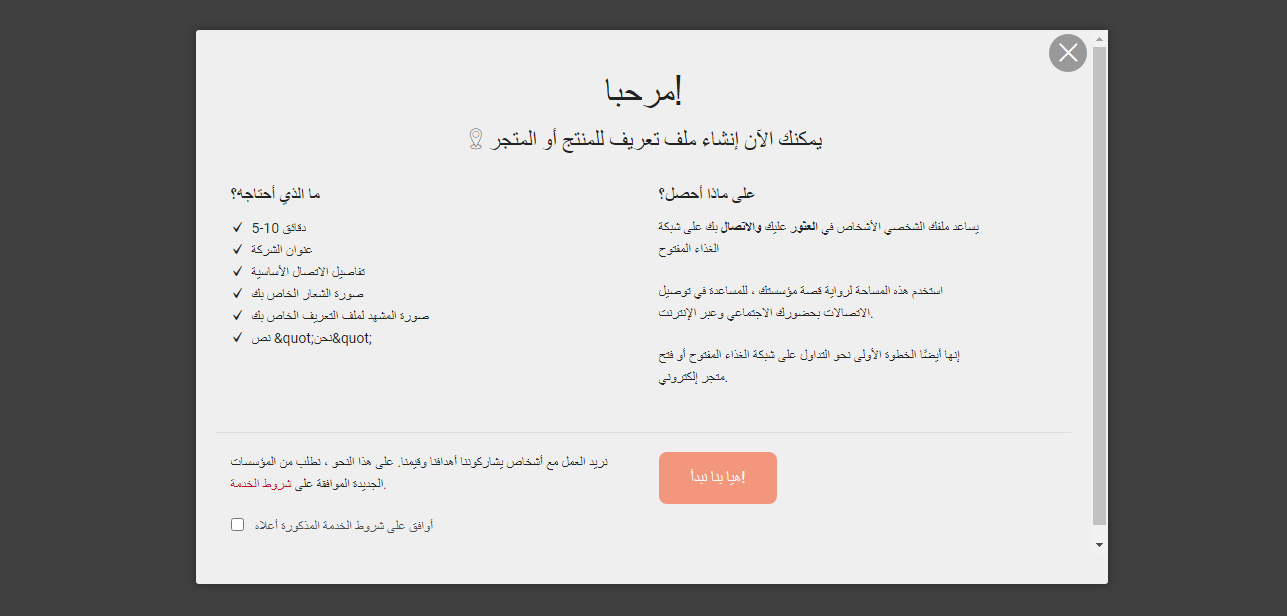 مرحبا!
يمكنك الآن إنشاء ملف تعريف للمنتج أو المتجر
ما الذي أحتاجه؟
5-10 دقائق
عنوان الشركة
تفاصيل الاتصال الأساسية
صورة الشعار الخاص بك
صورة المشهد لملف التعريف الخاص بك
نص &quot;نحن&quot;
على ماذا أحصل؟
يساعد ملفك الشخصي الأشخاص في العثور عليك والاتصال بك على شبكة
الغذاء المفتوح
استخدم هذه المساحة لرواية قصة مؤسستك ، للمساعدة في توصيل
الاتصالات بحضورك الاجتماعي وعبر الإنترنت.
إنها أيضًا الخطوة الأولى نحو التداول على شبكة الغذاء المفتوح أو فتح
متجر إلكتروني.
نريد العمل مع أشخاص يشاركوننا أهدافنا وقيمنا. على هذا النحو ، نطلب من المؤسسات
الجديدة الموافقة على شروط الخدمة.
أوافق على شروط الخدمة المذكورة أعلاه
هيا بنا نبدأ!